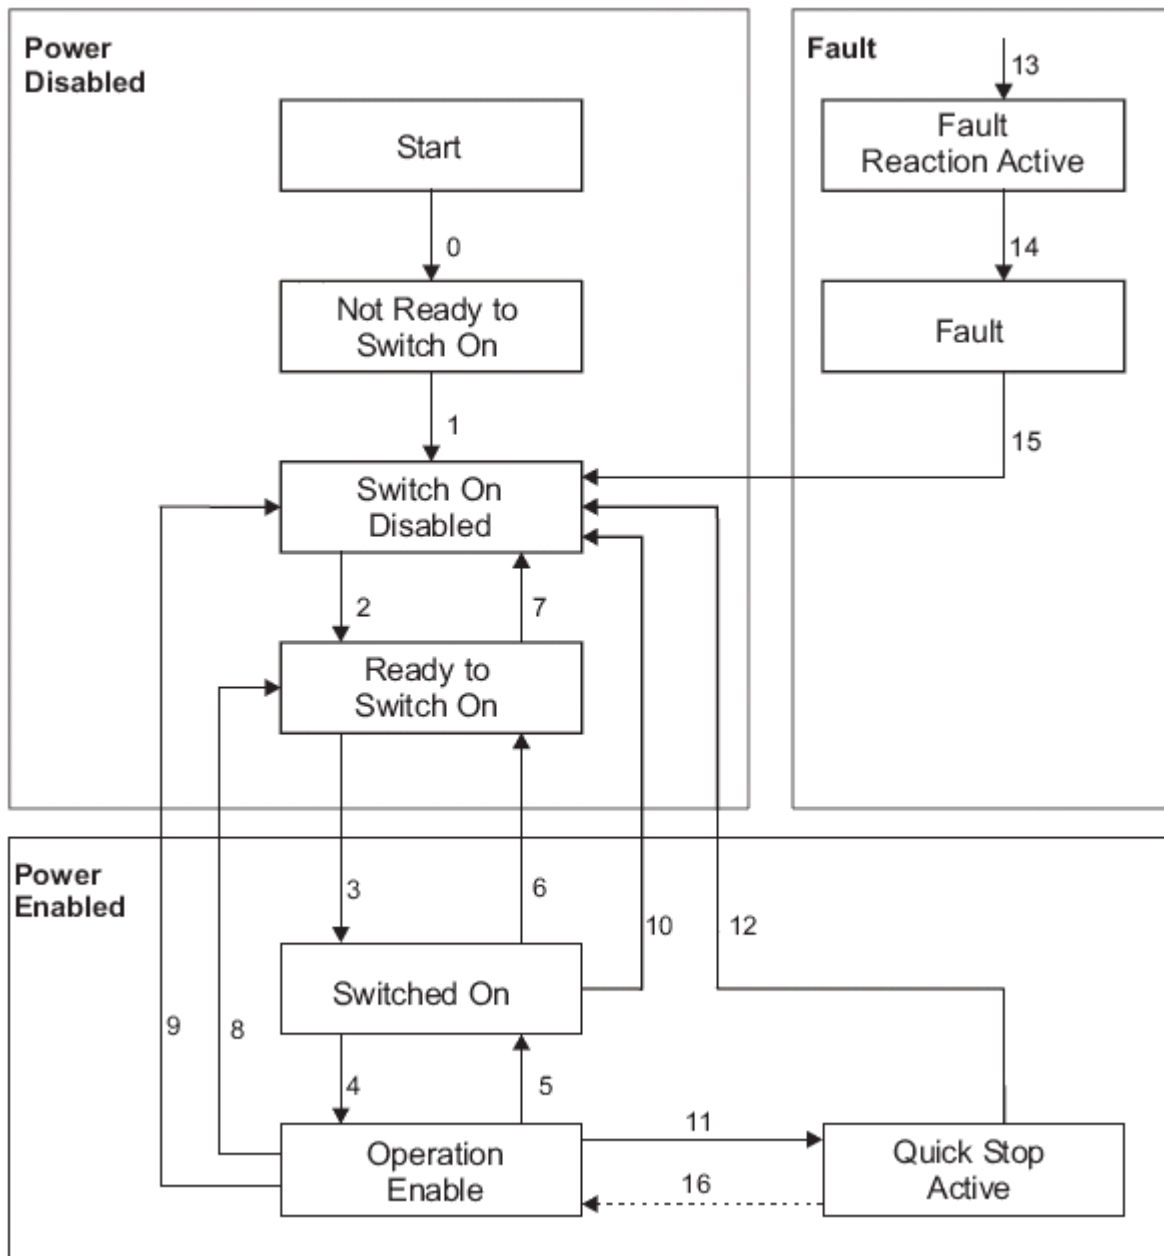 Power
Disabled
Start
0
Not Ready to
Switch On
1
Switch On
Disabled
2
7
Ready to
Switch On
Fault
13
Fault
Reaction Active
14
Fault
15
Power
Enabled
3
6
10
12
Switched On
9
8
4
5
Operation
Enable
11
16
Quick Stop
Active